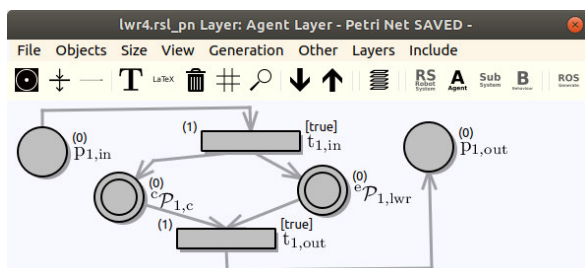 lwr4.rsl_pn Layer: Agent Layer - Petri Net SAVED -
File Objects Size View Generation Other Layers Include
T LaTeX RS Robot System A Agent Sub System B Behaviour ROS Generate
(0)
p1,in
(1) [true]
t1,in
(0)
p1,out
(0)
cP1,c
(0)
eP1,lwr
(1) [true]
t1,out